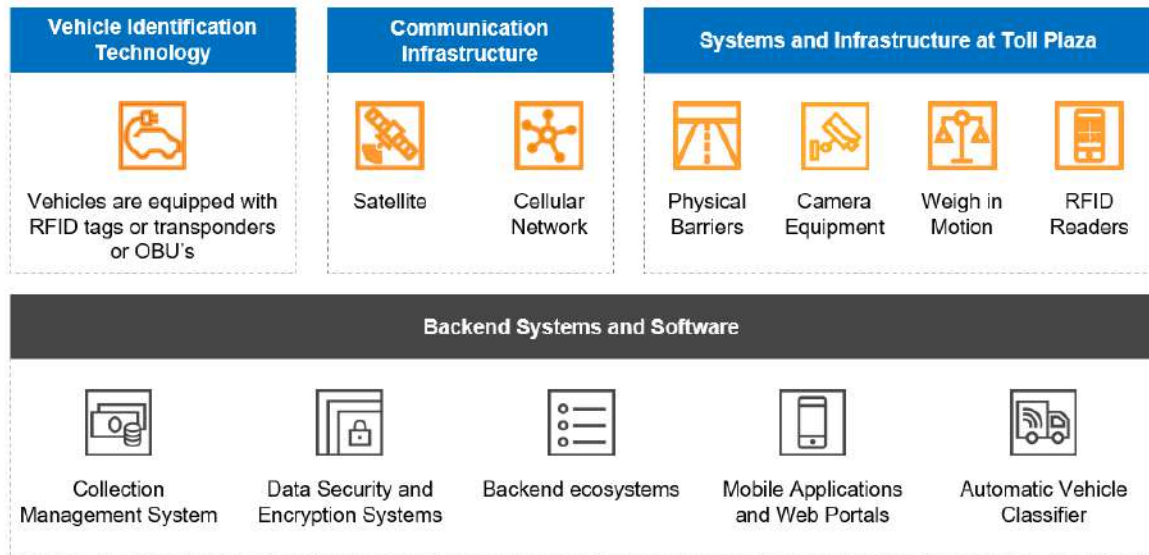 Vehicle Identification
Technology
Communication
Infrastructure
Systems and Infrastructure at Toll Plaza
Vehicles are equipped with
RFID tags or transponders
or OBU's
Satellite
Cellular
Network
Physical
Barriers
Camera
Equipment
Weigh in
Motion
RFID
Readers
Backend Systems and Software
Collection
Management System
Data Security and
Encryption Systems
Backend ecosystems
Mobile Applications
and Web Portals
Automatic Vehicle
Classifier